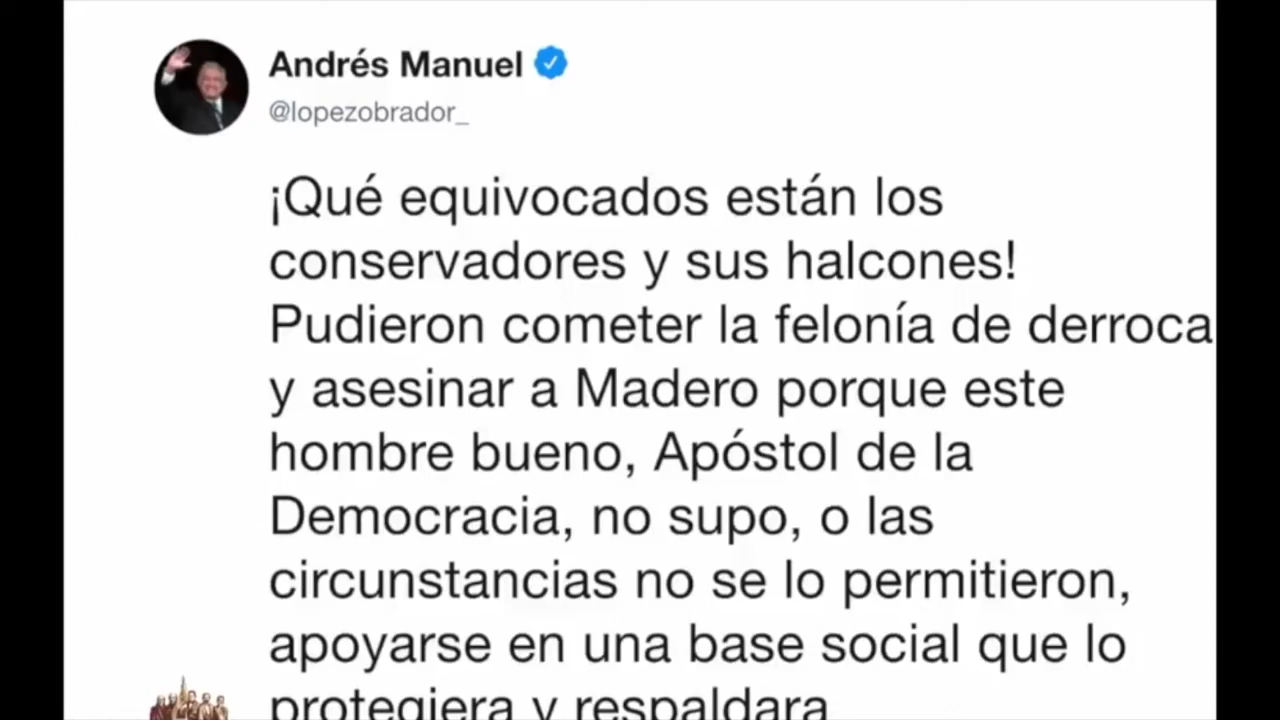 Andrés Manuel
@lopezobrador_
¡Qué equivocados están los
conservadores y sus halcones!
Pudieron cometer la felonía de derroca
y asesinar a Madero porque este
hombre bueno, Apóstol de la
Democracia, no supo, o las
circunstancias no se lo permitieron,
apoyarse en una base social que lo
protegiera y respaldara